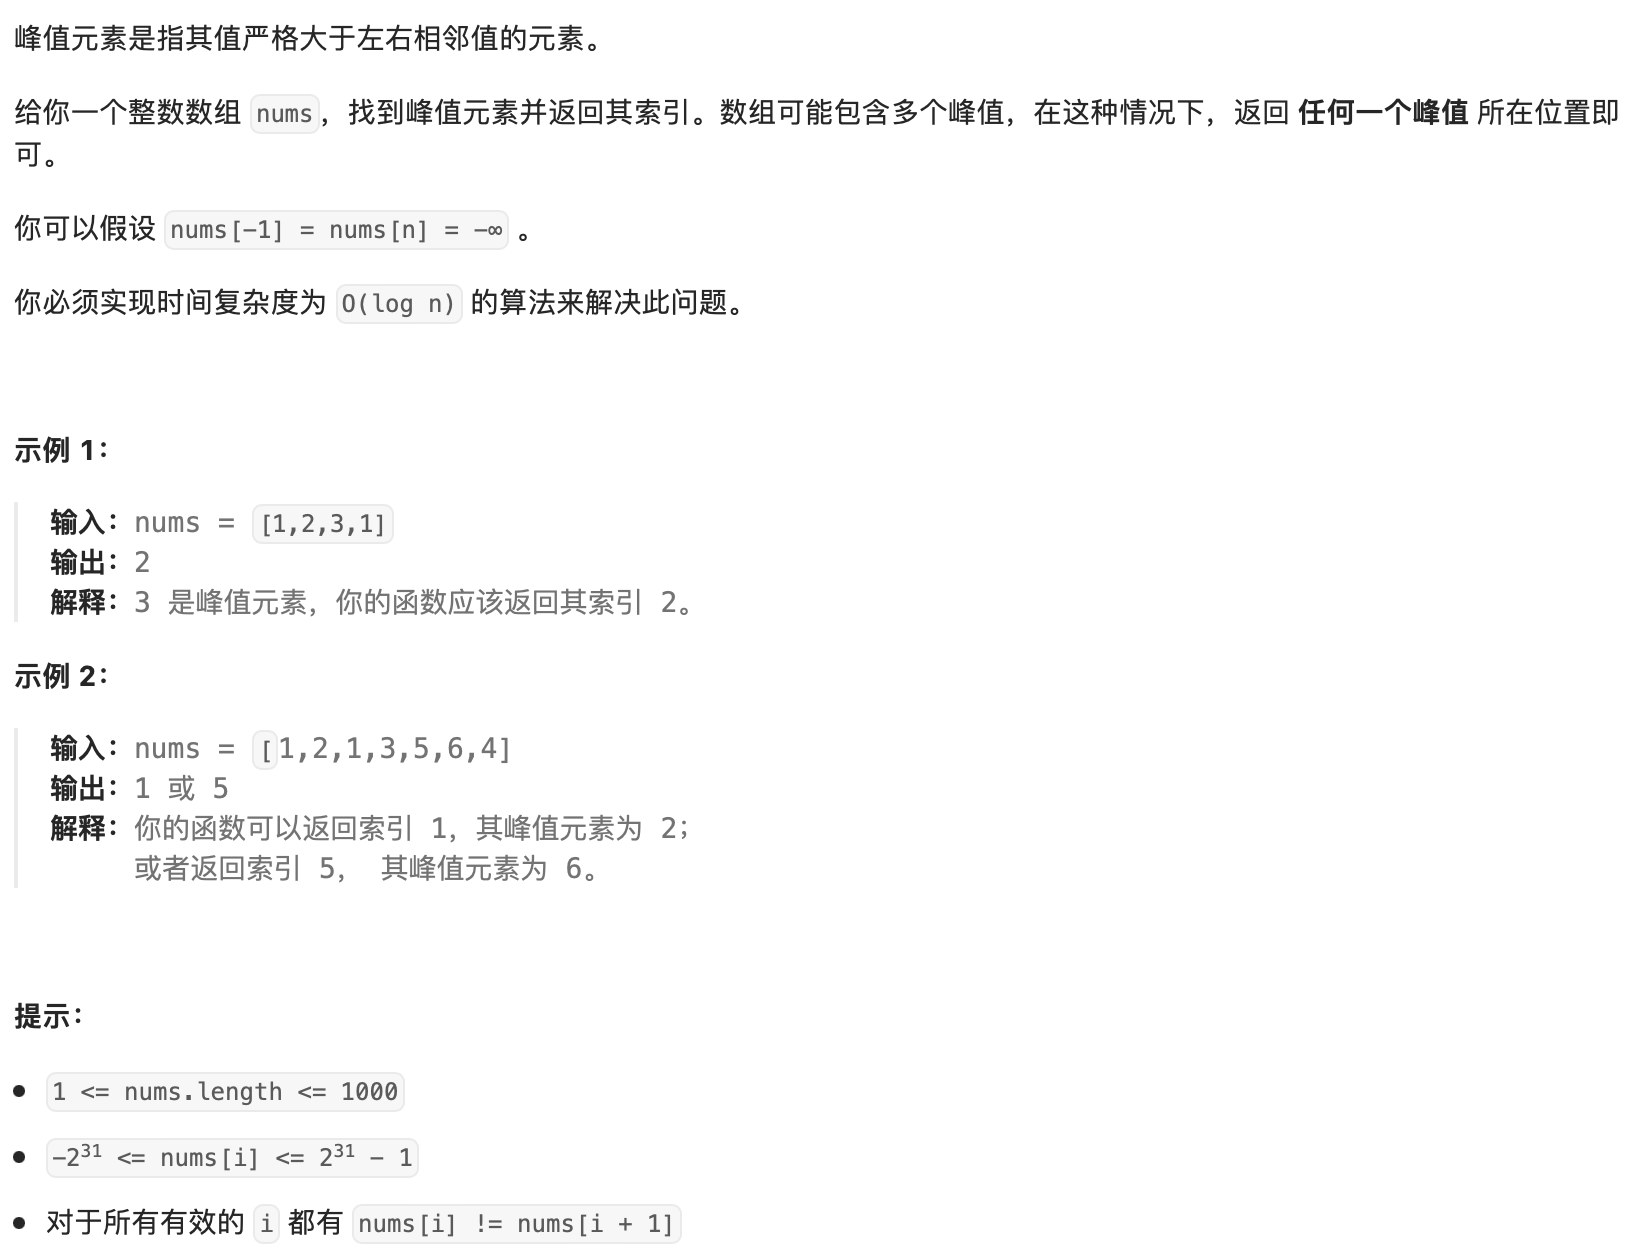 峰值元素是指其值严格大于左右相邻值的元素。
给你一个整数数组 nums，找到峰值元素并返回其索引。数组可能包含多个峰值，在这种情况下，返回 任何一个峰值 所在位置即
可。
你可以假设 nums[-1] = nums[n] = -∞ 。
你必须实现时间复杂度为 O(log n) 的算法来解决此问题。
示例 1：
输入：nums = [1,2,3,1]
输出：2
解释：3 是峰值元素，你的函数应该返回其索引 2。
示例 2：
输入：nums = [1,2,1,3,5,6,4]
输出：1 或 5
解释：你的函数可以返回索引 1，其峰值元素为 2；
或者返回索引 5， 其峰值元素为 6。
提示：
• 1 <= nums.length <= 1000
• -2³¹ <= nums[i] <= 2³¹ - 1
• 对于所有有效的 i 都有 nums[i] != nums[i + 1]